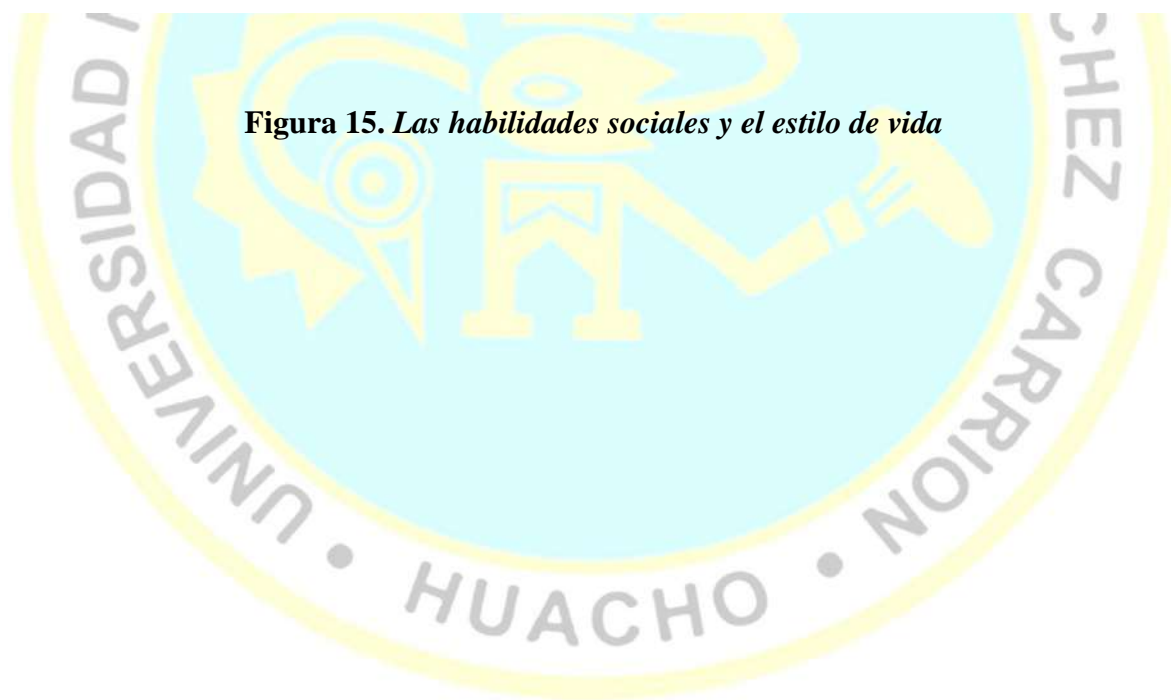 Figura 15. Las habilidades sociales y el estilo de vida
UNIVERSIDAD
CHEZ CARRION
• HUACHO •